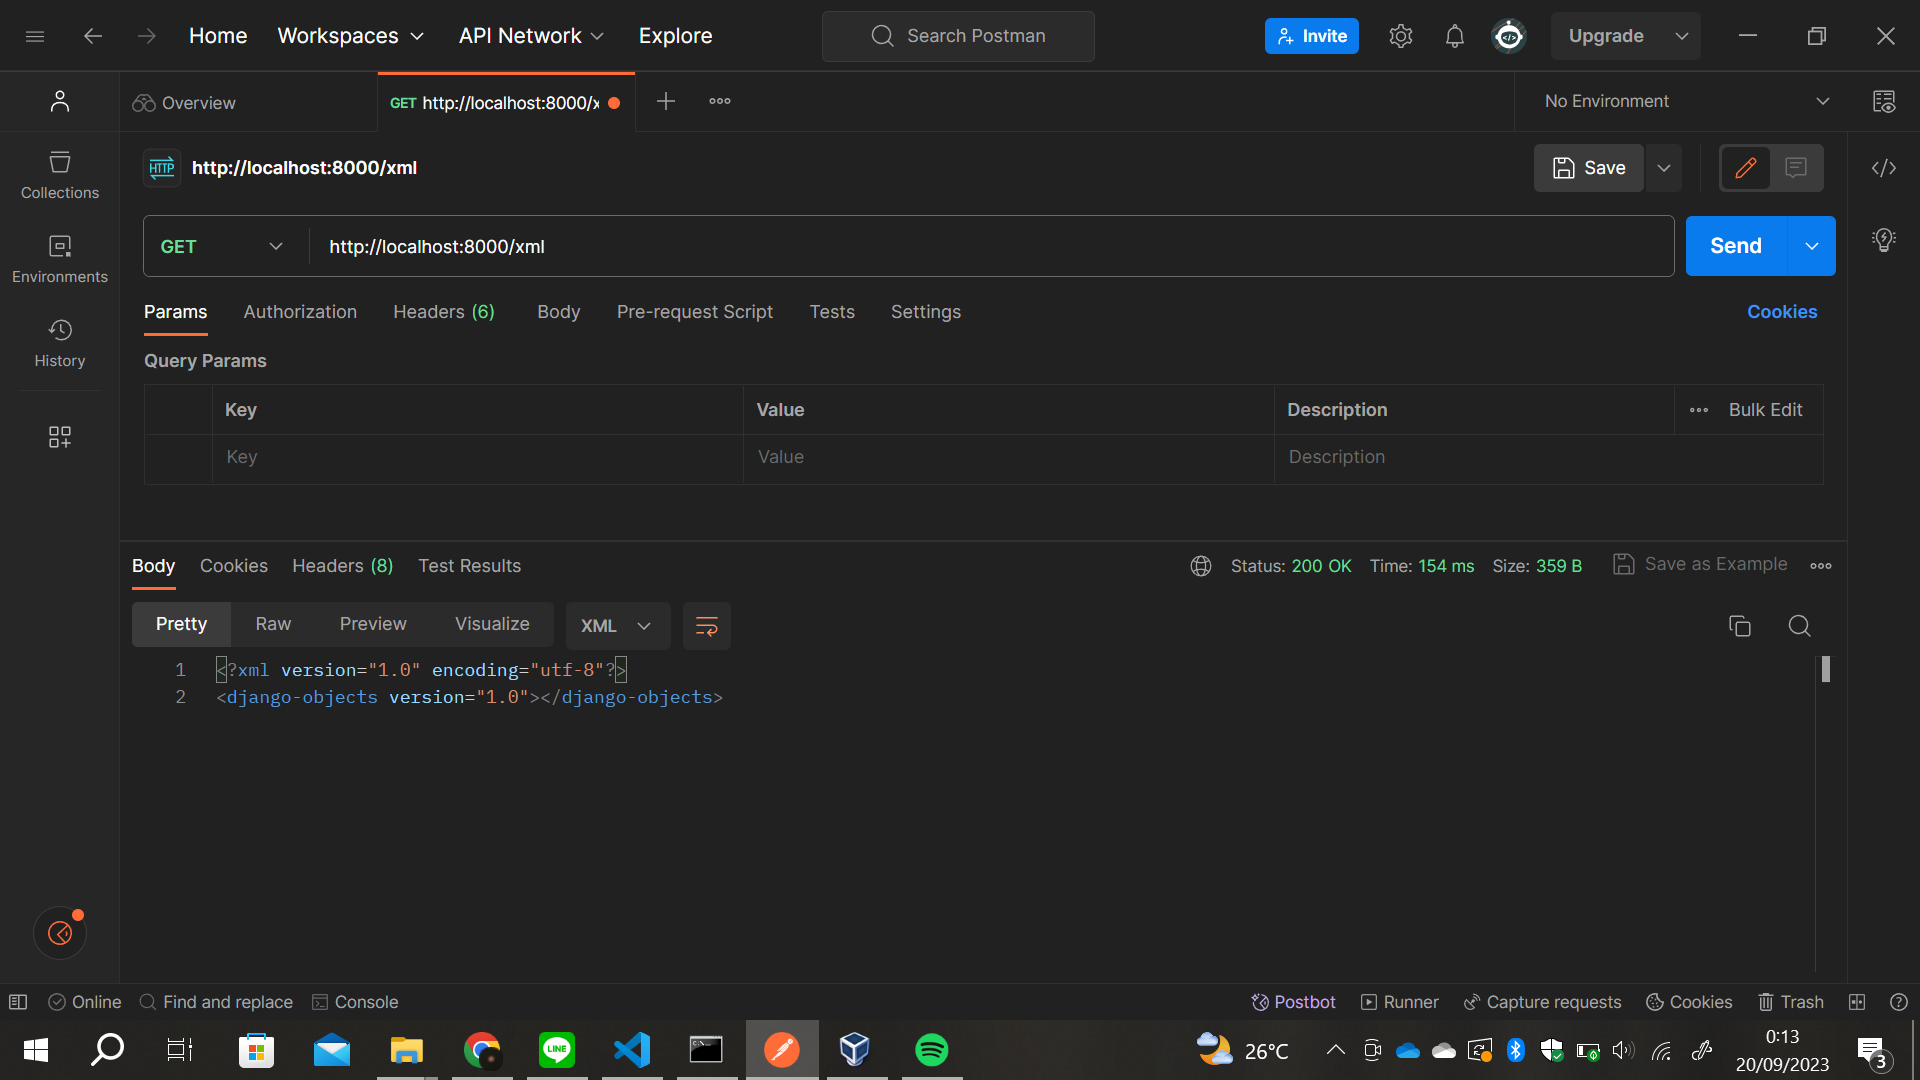 Home Workspaces API Network Explore Search Postman Invite Upgrade
Overview GET http://localhost:8000/x No Environment
HTTP http://localhost:8000/xml Save
Collections
GET http://localhost:8000/xml Send
Environments
Params Authorization Headers (6) Body Pre-request Script Tests Settings Cookies
History
Query Params
Key Value Description Bulk Edit
Key Value Description
Body Cookies Headers (8) Test Results Status: 200 OK Time: 154 ms Size: 359 B Save as Example
Pretty Raw Preview Visualize XML
1 <?xml version="1.0" encoding="utf-8"?>
2 <django-objects version="1.0"></django-objects>
Online Find and replace Console Postbot Runner Capture requests Cookies Trash
LINE 26°C 0:13
20/09/2023 3